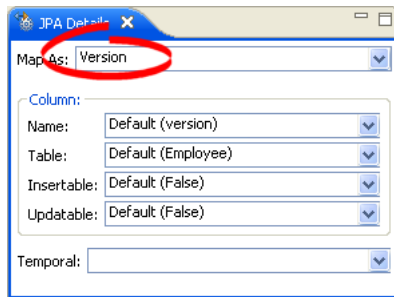 JPA Details
Map As: Version
Column:
Name: Default (version)
Table: Default (Employee)
Insertable: Default (False)
Updatable: Default (False)
Temporal: